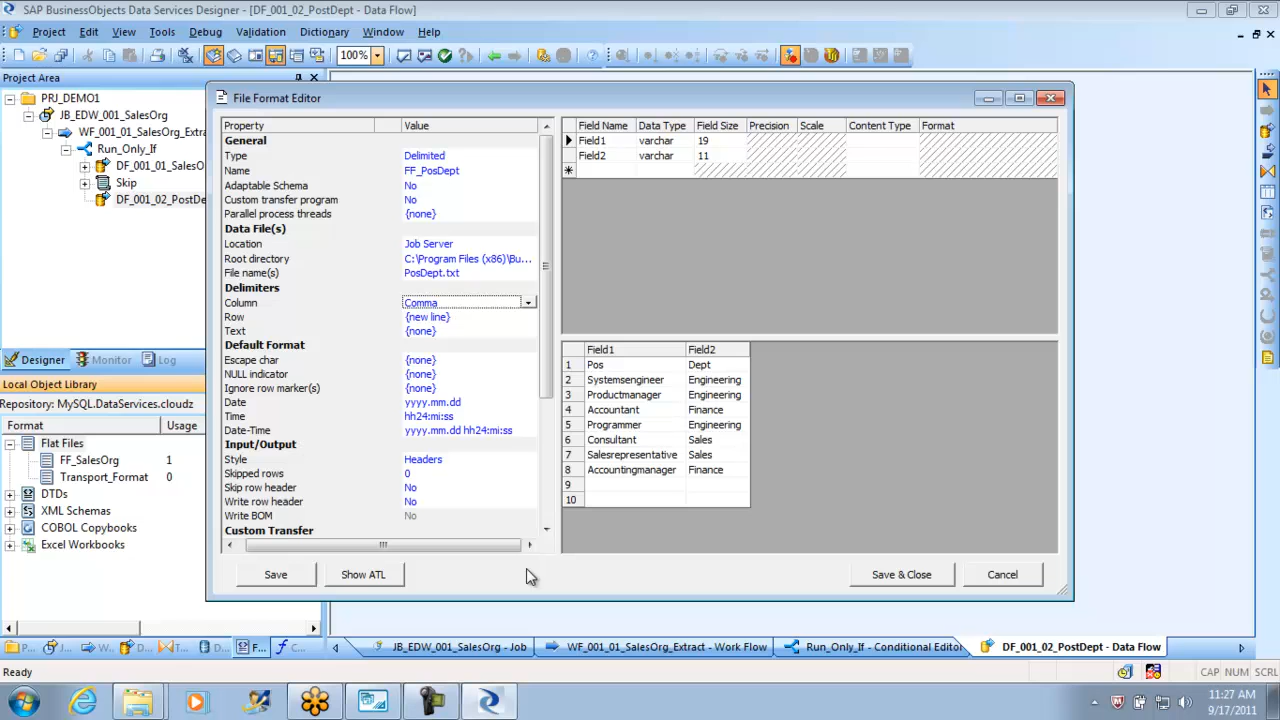 SAP BusinessObjects Data Services Designer - [DF_001_02_PostDept - Data Flow]
Project Edit View Tools Debug Validation Dictionary Window Help
100%
Project Area
PRJ_DEMO1
JB_EDW_001_SalesOrg
WF_001_01_SalesOrg_Extra
Run_Only_If
DF_001_01_SalesO
Skip
DF_001_02_PostDe
Designer Monitor Log
Local Object Library
Repository: MySQL.DataServices.cloudz
Format Usage
Flat Files
FF_SalesOrg 1
Transport_Format 0
DTDs
XML Schemas
COBOL Copybooks
Excel Workbooks
File Format Editor
Property Value
General
Type Delimited
Name FF_PosDept
Adaptable Schema No
Custom transfer program No
Parallel process threads {none}
Data File(s)
Location Job Server
Root directory C:\Program Files (x86)\Bu...
File name(s) PosDept.txt
Delimiters
Column Comma
Row {new line}
Text {none}
Default Format
Escape char {none}
NULL indicator {none}
Ignore row marker(s) {none}
Date yyyy.mm.dd
Time hh24:mi:ss
Date-Time yyyy.mm.dd hh24:mi:ss
Input/Output
Style Headers
Skipped rows 0
Skip row header No
Write row header No
Write BOM No
Custom Transfer
Field Name Data Type Field Size Precision Scale Content Type Format
Field1 varchar 19
Field2 varchar 11
Field1 Field2
1 Pos Dept
2 Systemsengineer Engineering
3 Productmanager Engineering
4 Accountant Finance
5 Programmer Engineering
6 Consultant Sales
7 Salesrepresentative Sales
8 Accountingmanager Finance
9
10
Save Show ATL Save & Close Cancel
P... J... W... D... T... D... F... C...
JB_EDW_001_SalesOrg - Job WF_001_01_SalesOrg_Extract - Work Flow Run_Only_If - Conditional Editor DF_001_02_PostDept - Data Flow
Ready CAP NUM SCRL
11:27 AM
9/17/2011